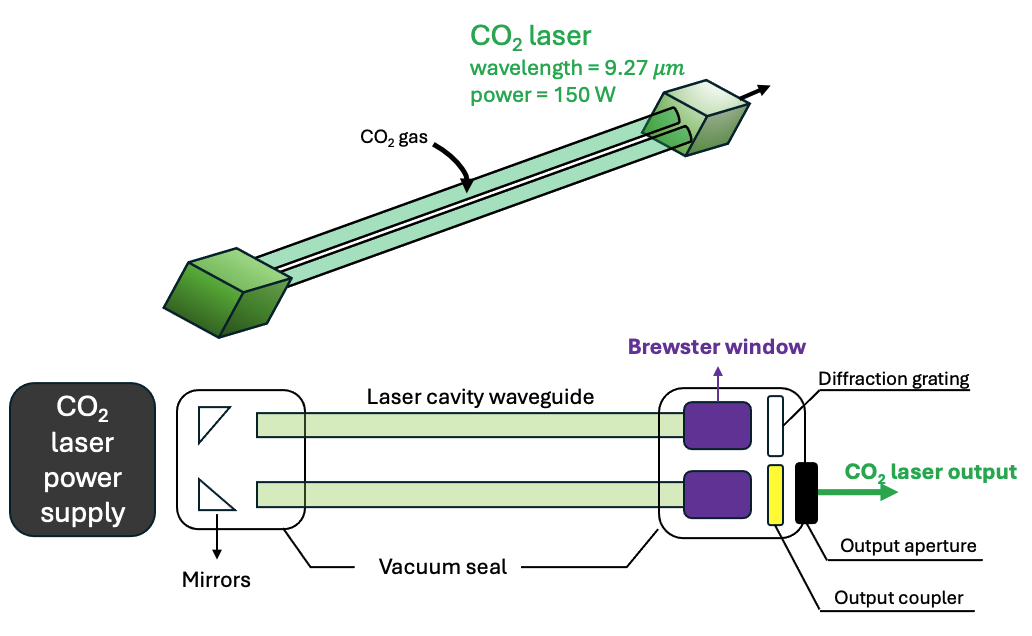 CO₂ laser
wavelength = 9.27 μm
power = 150 W
CO₂ gas
Brewster window
Diffraction grating
Laser cavity waveguide
CO₂
laser
power
supply
CO₂ laser output
Output aperture
Vacuum seal
Mirrors
Output coupler